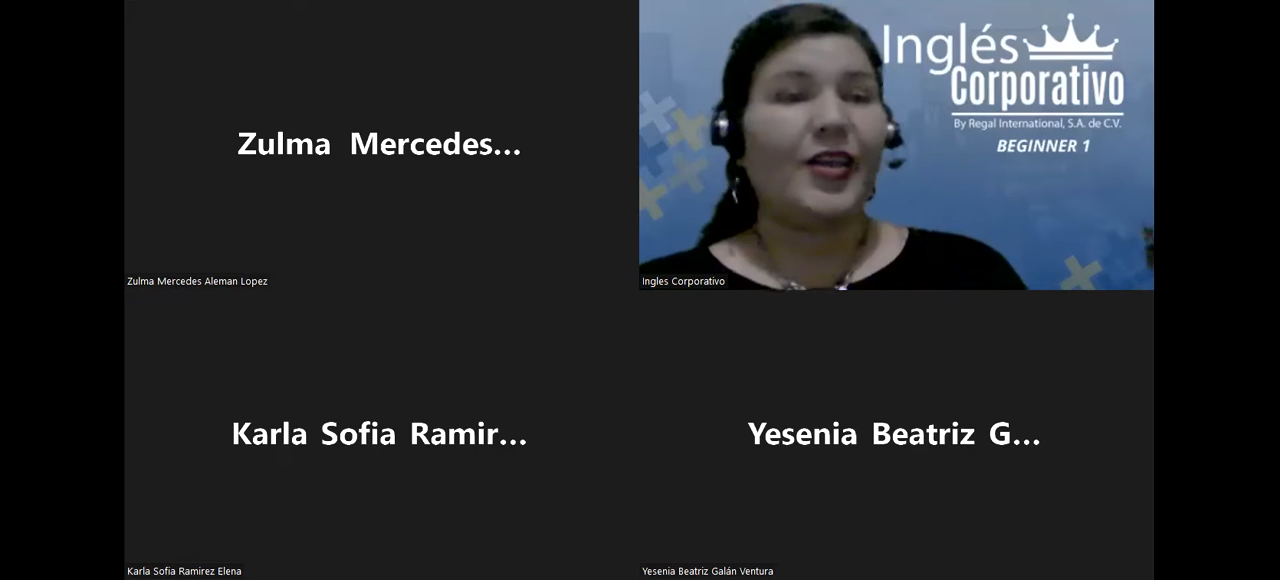 Zulma Mercedes...
Zulma Mercedes Aleman Lopez
Inglés
Corporativo
By Regal International, S.A. de C.V.
BEGINNER 1
Ingles Corporativo
Karla Sofia Ramir...
Karla Sofia Ramirez Elena
Yesenia Beatriz G...
Yesenia Beatriz Galán Ventura